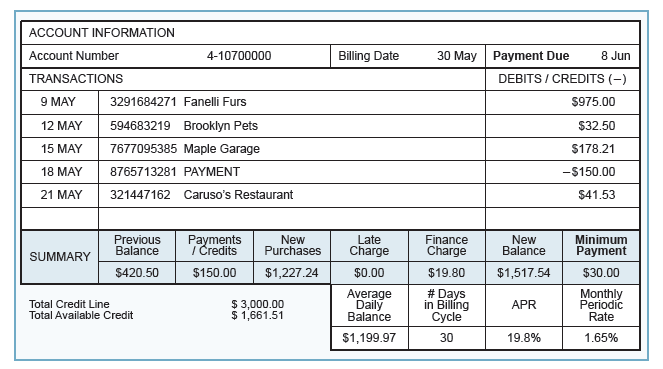 ACCOUNT INFORMATION
Account Number 4-10700000 Billing Date 30 May Payment Due 8 Jun
TRANSACTIONS DEBITS / CREDITS (–)
9 MAY 3291684271 Fanelli Furs $975.00
12 MAY 594683219 Brooklyn Pets $32.50
15 MAY 7677095385 Maple Garage $178.21
18 MAY 8765713281 PAYMENT –$150.00
21 MAY 321447162 Caruso's Restaurant $41.53
SUMMARY
Previous Balance Payments / Credits New Purchases Late Charge Finance Charge New Balance Minimum Payment
$420.50 $150.00 $1,227.24 $0.00 $19.80 $1,517.54 $30.00
Total Credit Line $ 3,000.00
Total Available Credit $ 1,661.51
Average Daily Balance # Days in Billing Cycle APR Monthly Periodic Rate
$1,199.97 30 19.8% 1.65%